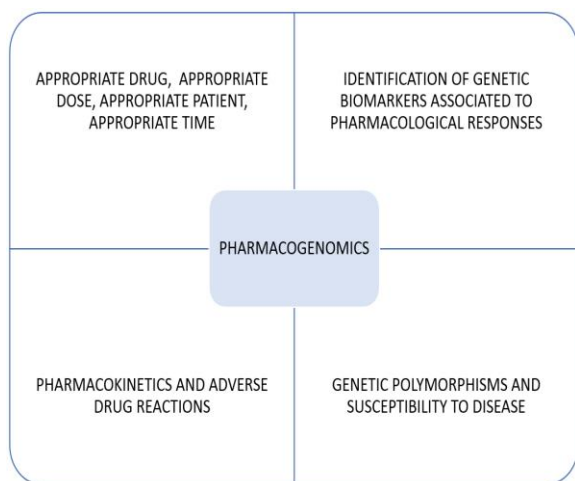 APPROPRIATE DRUG, APPROPRIATE
DOSE, APPROPRIATE PATIENT,
APPROPRIATE TIME
IDENTIFICATION OF GENETIC
BIOMARKERS ASSOCIATED TO
PHARMACOLOGICAL RESPONSES
PHARMACOGENOMICS
PHARMACOKINETICS AND ADVERSE
DRUG REACTIONS
GENETIC POLYMORPHISMS AND
SUSCEPTIBILITY TO DISEASE